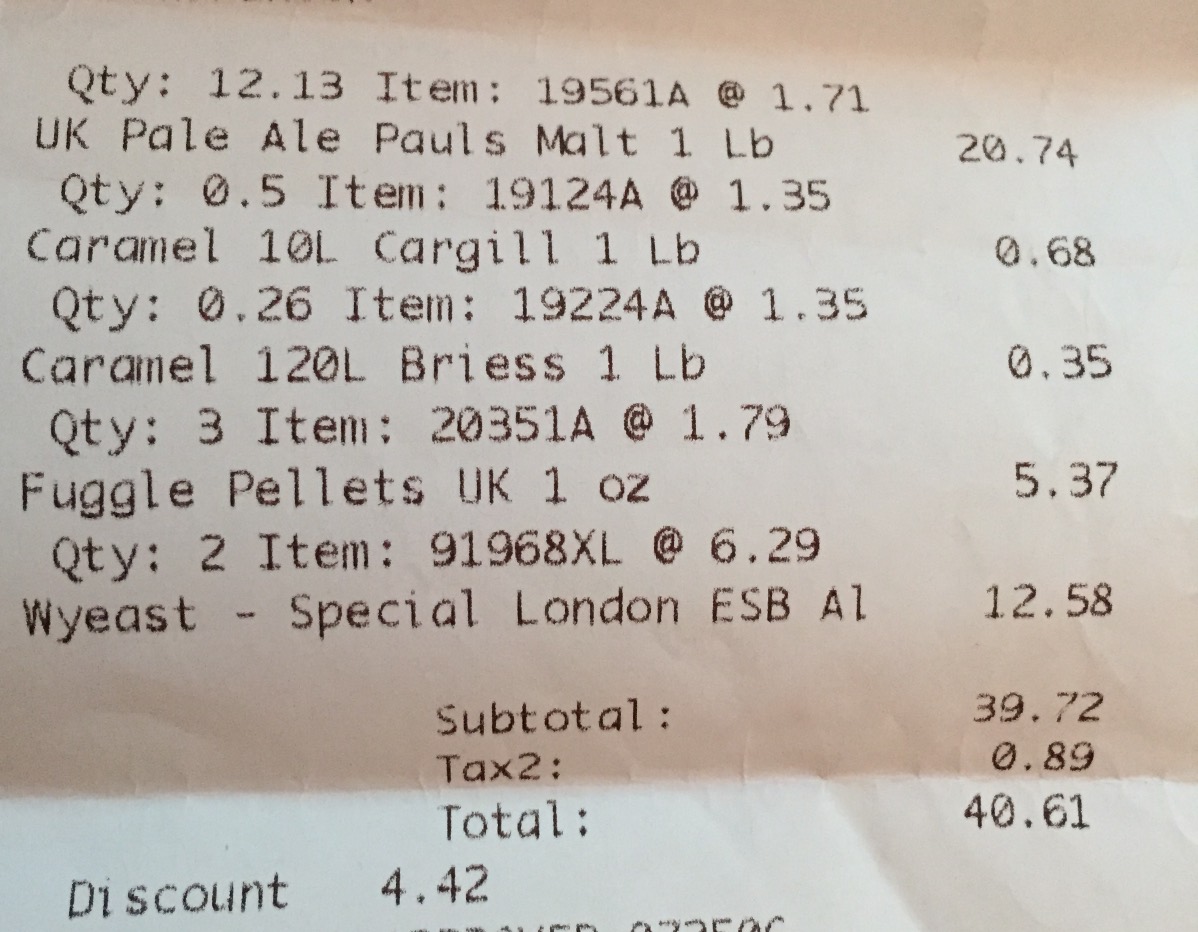 Qty: 12.13 Item: 19561A @ 1.71
UK Pale Ale Pauls Malt 1 Lb 20.74
Qty: 0.5 Item: 19124A @ 1.35
Caramel 10L Cargill 1 Lb 0.68
Qty: 0.26 Item: 19224A @ 1.35
Caramel 120L Briess 1 Lb 0.35
Qty: 3 Item: 20351A @ 1.79
Fuggle Pellets UK 1 oz 5.37
Qty: 2 Item: 91968XL @ 6.29
Wyeast - Special London ESB Al 12.58
Subtotal: 39.72
Tax2: 0.89
Total: 40.61
Discount 4.42